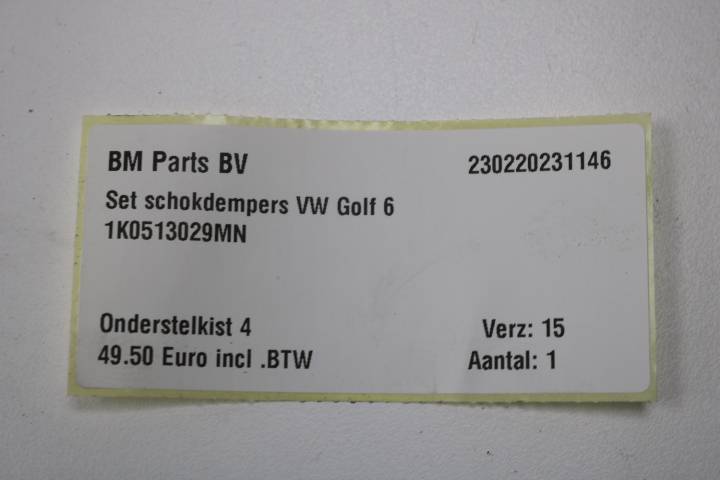 BM Parts BV 230220231146
Set schokdempers VW Golf 6
1K0513029MN
Onderstelkist 4 Verz: 15
49.50 Euro incl .BTW Aantal: 1